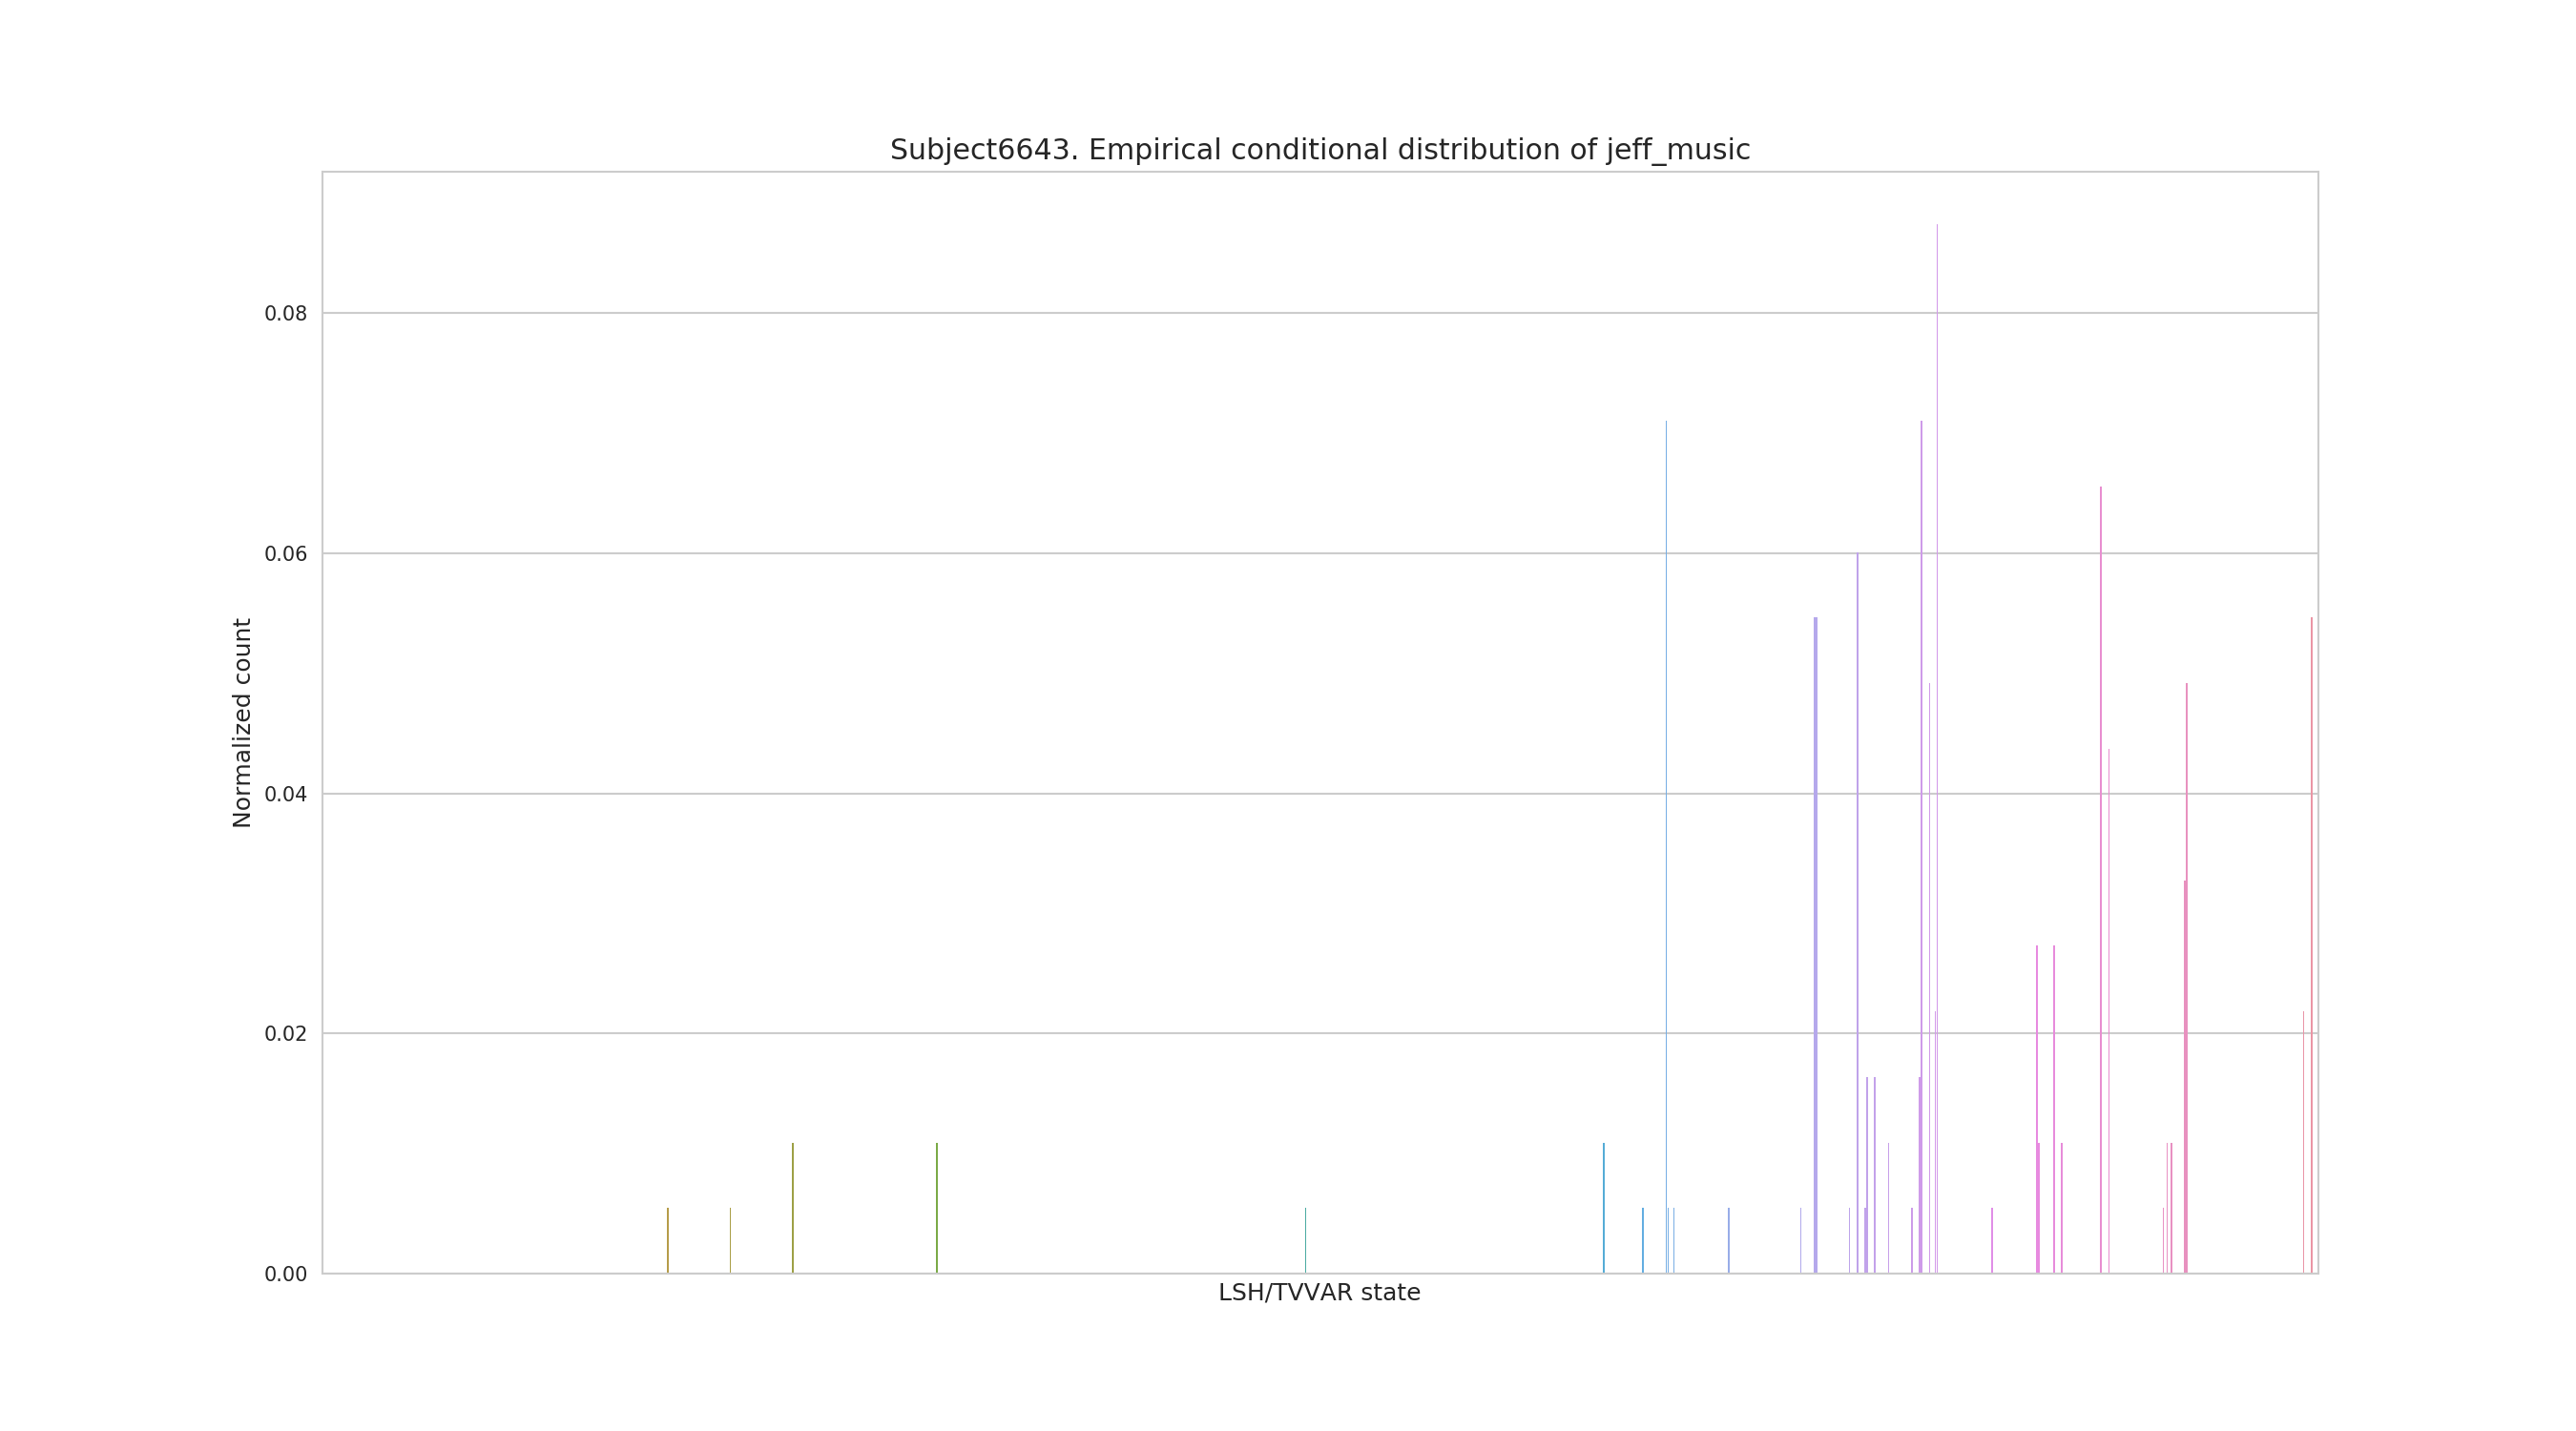 Subject6643. Empirical conditional distribution of jeff_music
0.08
0.06
0.04
0.02
0.00
Normalized count
LSH/TVVAR state